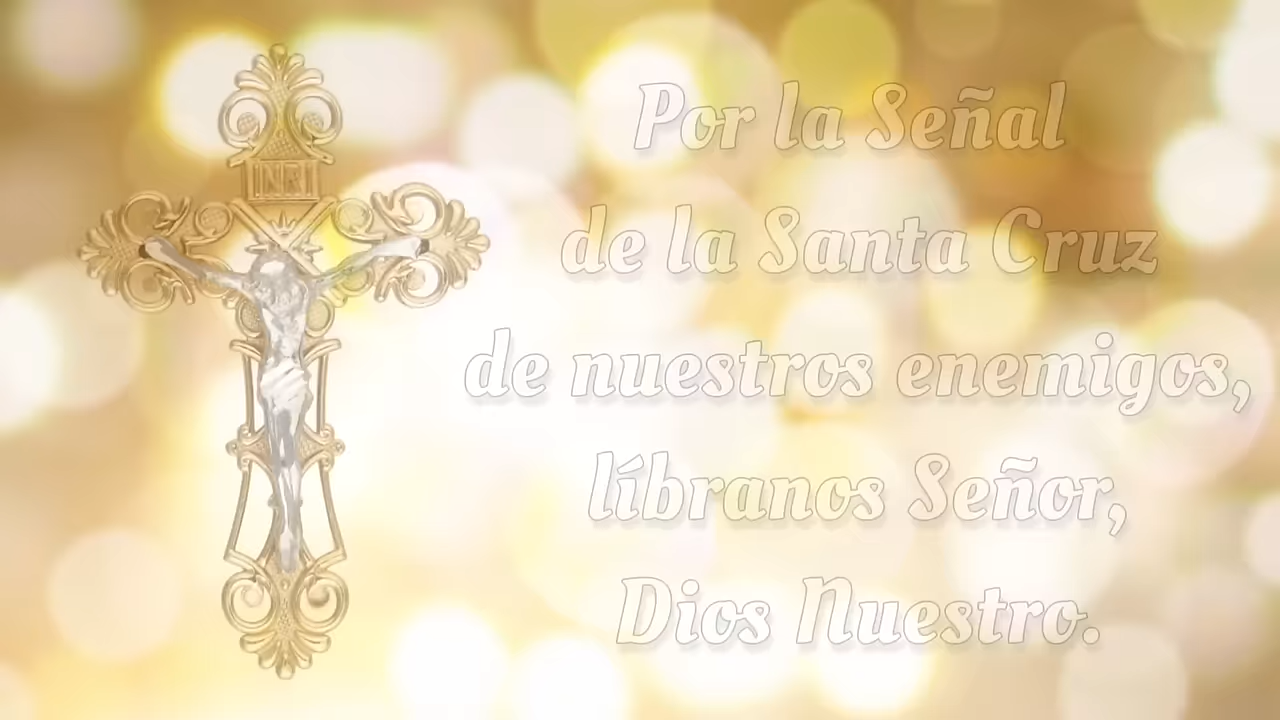 INRI
Por la Señal
de la Santa Cruz
de nuestros enemigos,
líbranos Señor,
Dios Nuestro.